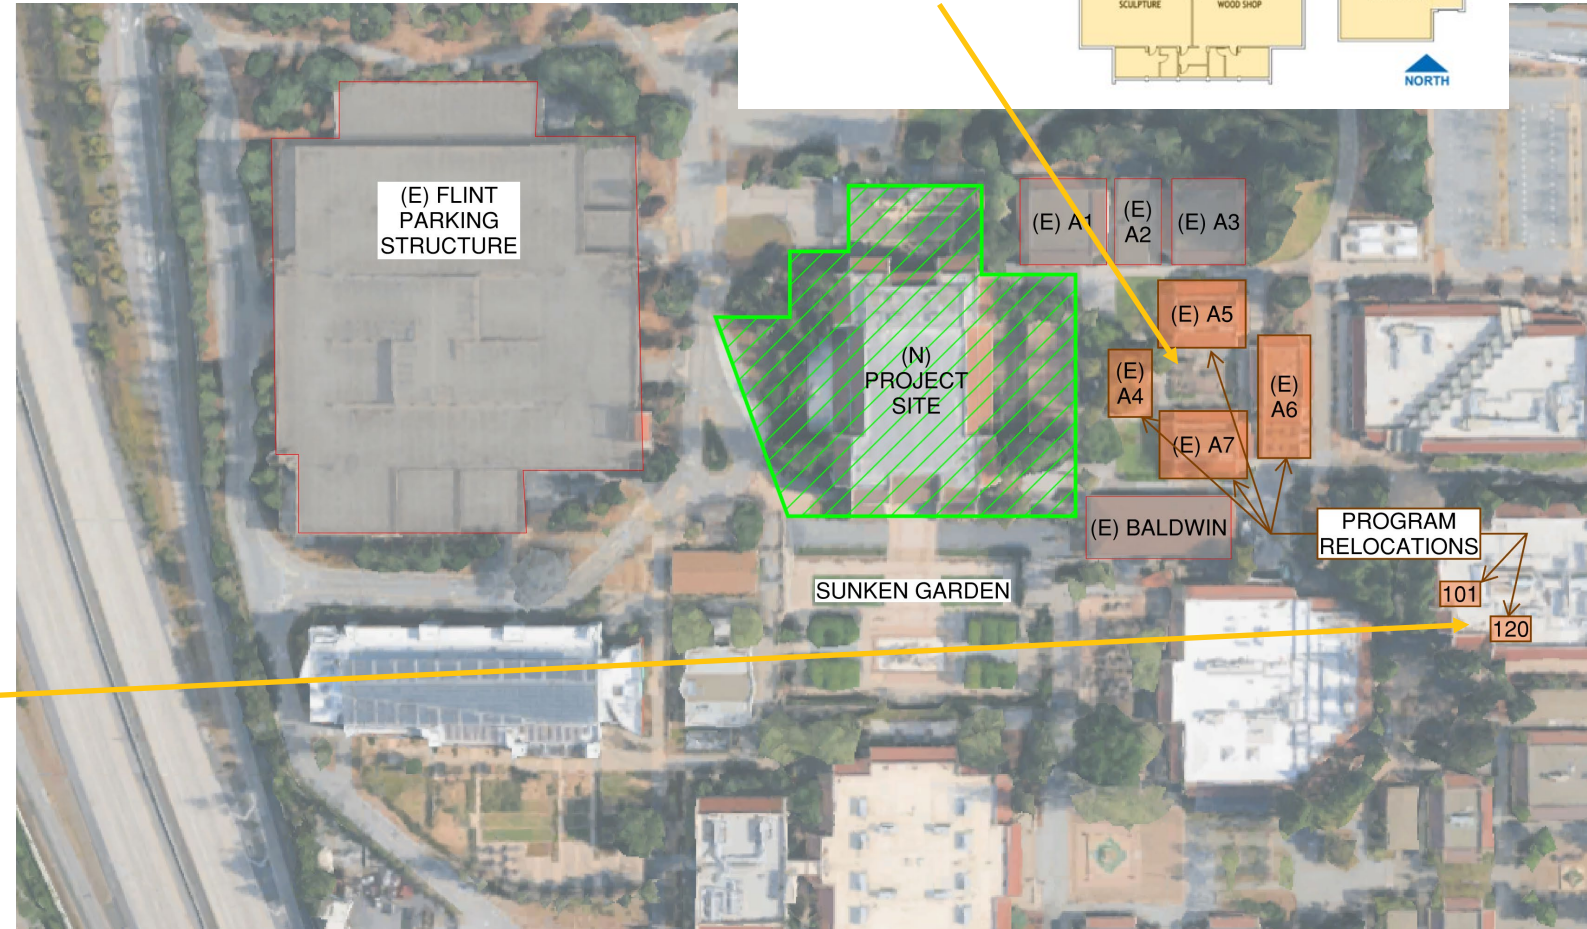 SCULPTURE
WOOD SHOP
NORTH
(E) FLINT
PARKING
STRUCTURE
(E) A1
(E)
A2
(E) A3
(E) A5
(N)
PROJECT
SITE
(E)
A4
(E)
A6
(E) A7
(E) BALDWIN
PROGRAM
RELOCATIONS
SUNKEN GARDEN
101
120